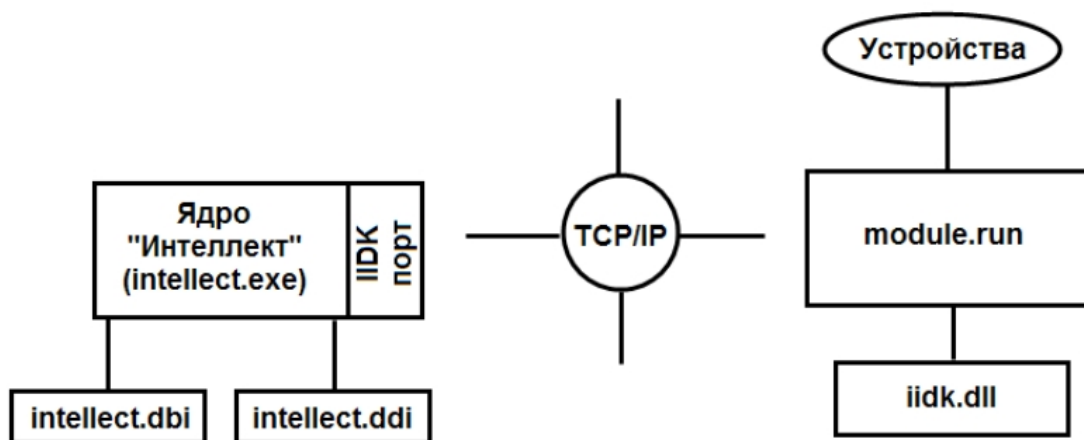 Устройства
Ядро
"Интеллект"
(intellect.exe)
IIDK
порт
TCP/IP
module.run
intellect.dbi
intellect.ddi
iidk.dll